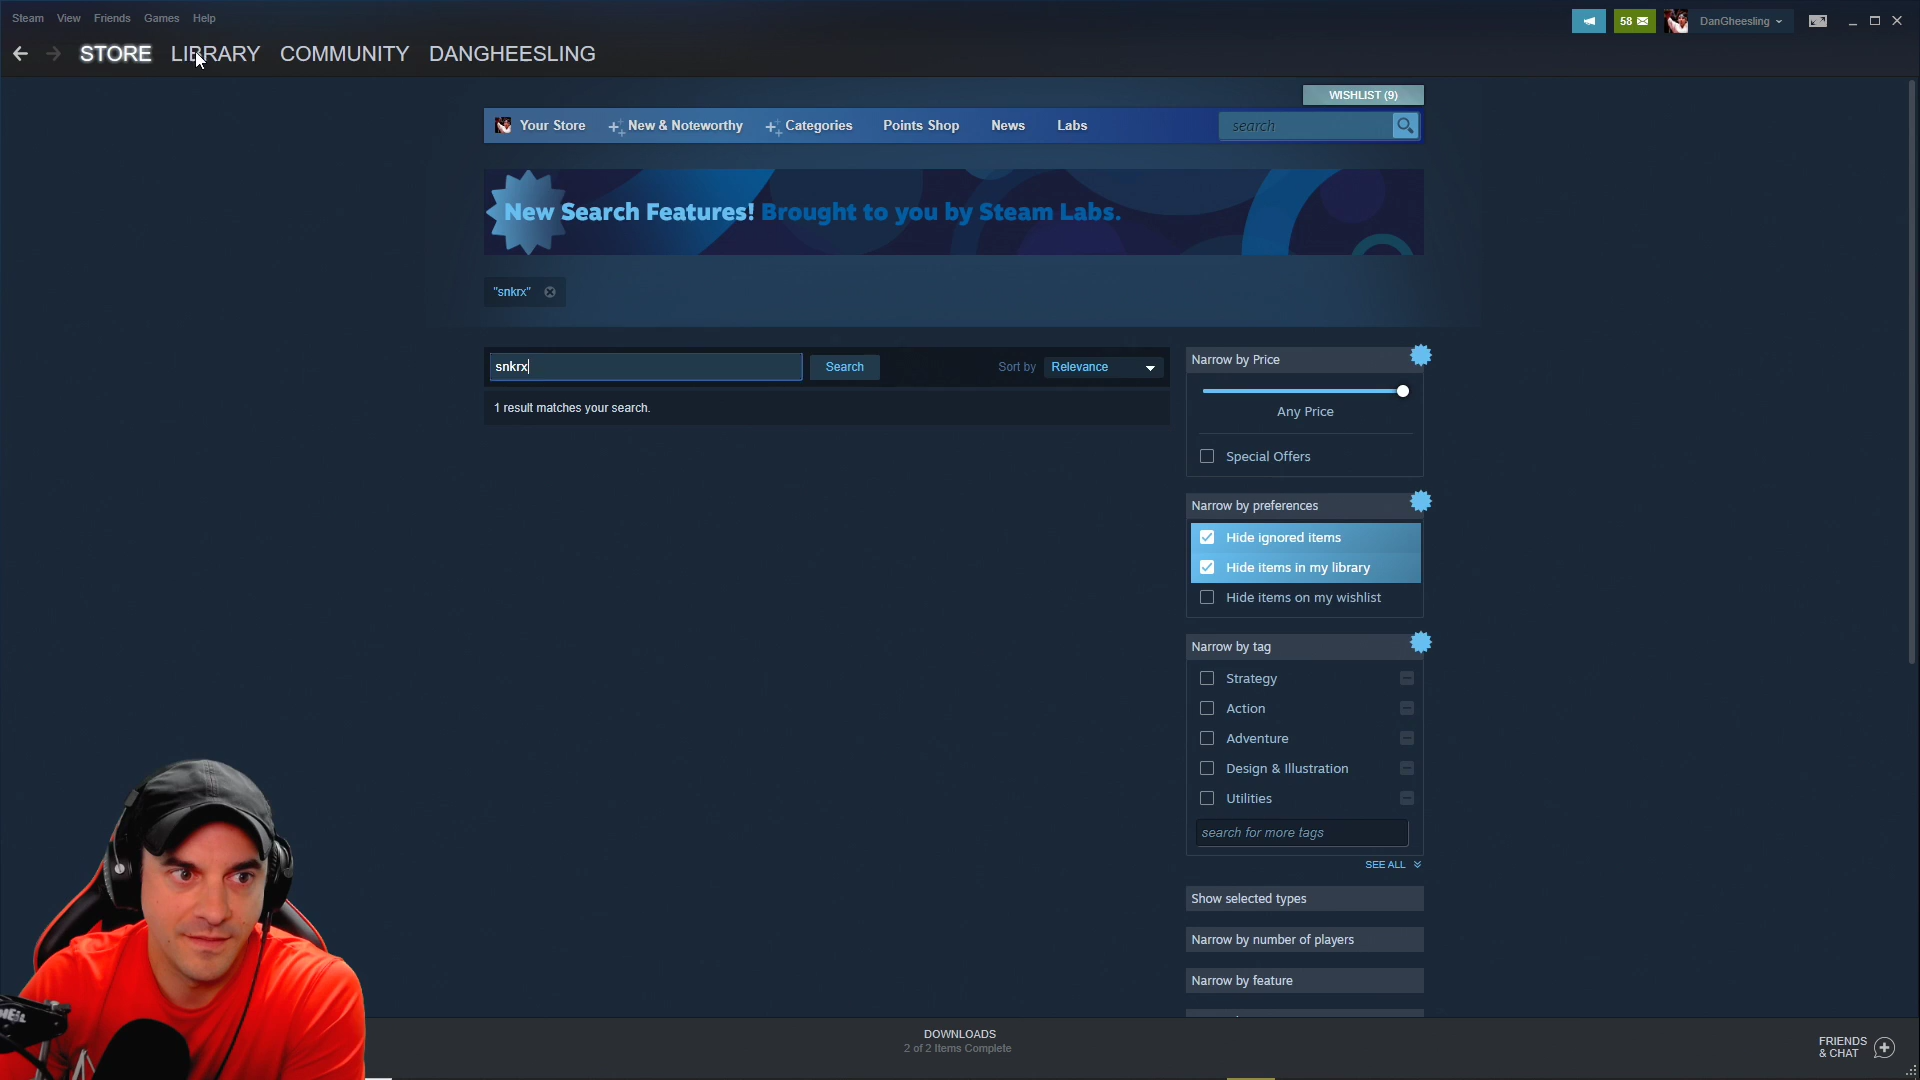 Steam View Friends Games Help
58 DanGheesling
STORE LIBRARY COMMUNITY DANGHEESLING
WISHLIST (9)
Your Store New & Noteworthy Categories Points Shop News Labs search
New Search Features! Brought to you by Steam Labs.
"snkrx"
snkrx Search Sort by Relevance
1 result matches your search.
Narrow by Price
Any Price
Special Offers
Narrow by preferences
Hide ignored items
Hide items in my library
Hide items on my wishlist
Narrow by tag
Strategy
Action
Adventure
Design & Illustration
Utilities
search for more tags
SEE ALL
Show selected types
Narrow by number of players
Narrow by feature
DOWNLOADS
2 of 2 Items Complete
FRIENDS
& CHAT